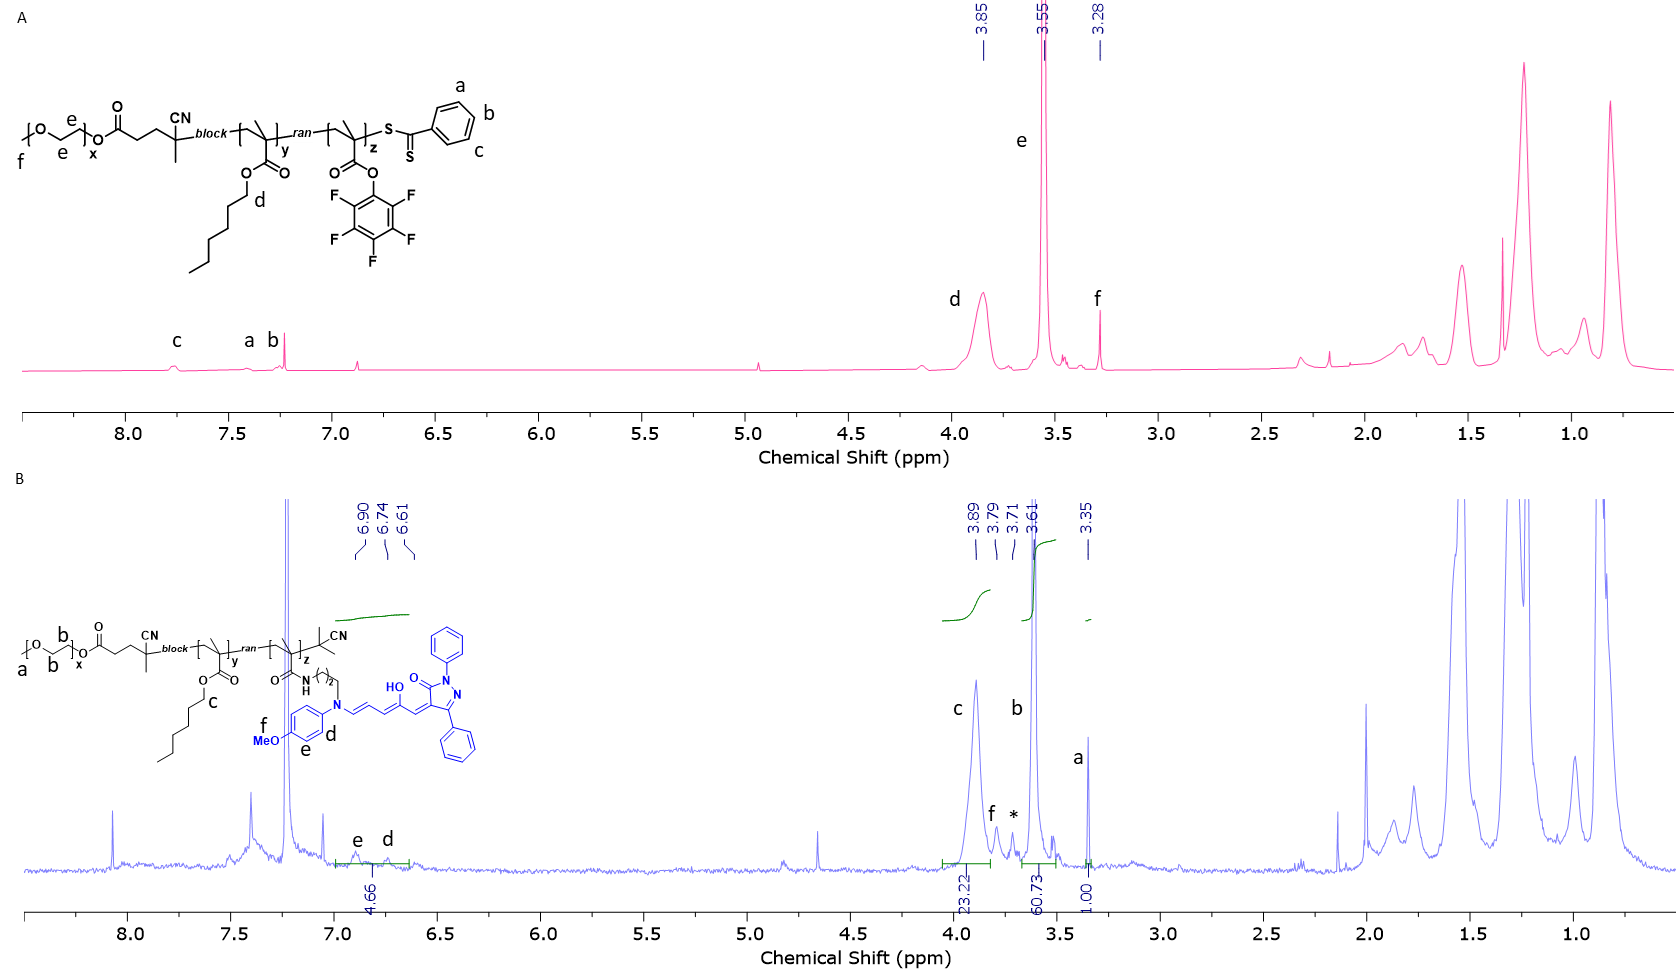 A
3.85
3.55
3.28
a
b
c
O
CN
e
O
O
block
ran
S
S
f
e
x
y
z
O
O
d
O
O
F
F
F
F
F
e
d
f
c
a
b
8.0 7.5 7.0 6.5 6.0 5.5 5.0 4.5 4.0 3.5 3.0 2.5 2.0 1.5 1.0
Chemical Shift (ppm)
B
6.90
6.74
6.61
3.89
3.79
3.71
3.61
3.35
O
CN
b
O
O
block
ran
CN
a
b
x
y
z
O
O
c
O
N
H
2
HO
O
N
N
N
f
d
MeO
e
c
b
a
f
*
e
d
4.66
23.22
60.73
1.00
8.0 7.5 7.0 6.5 6.0 5.5 5.0 4.5 4.0 3.5 3.0 2.5 2.0 1.5 1.0
Chemical Shift (ppm)